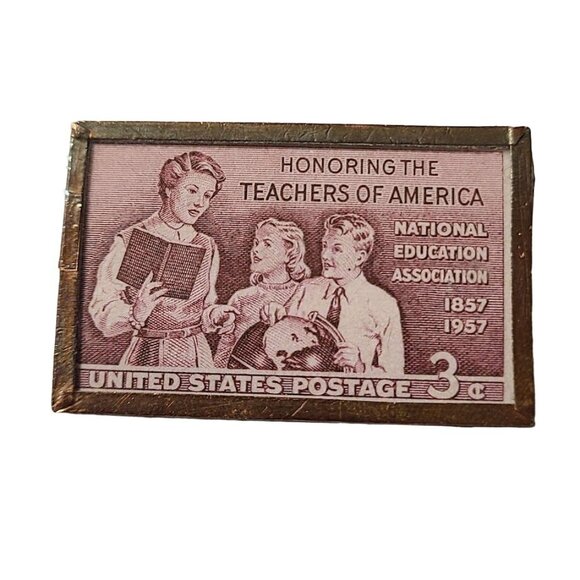 HONORING THE
TEACHERS OF AMERICA
NATIONAL
EDUCATION
ASSOCIATION
1857
1957
UNITED STATES POSTAGE 3¢